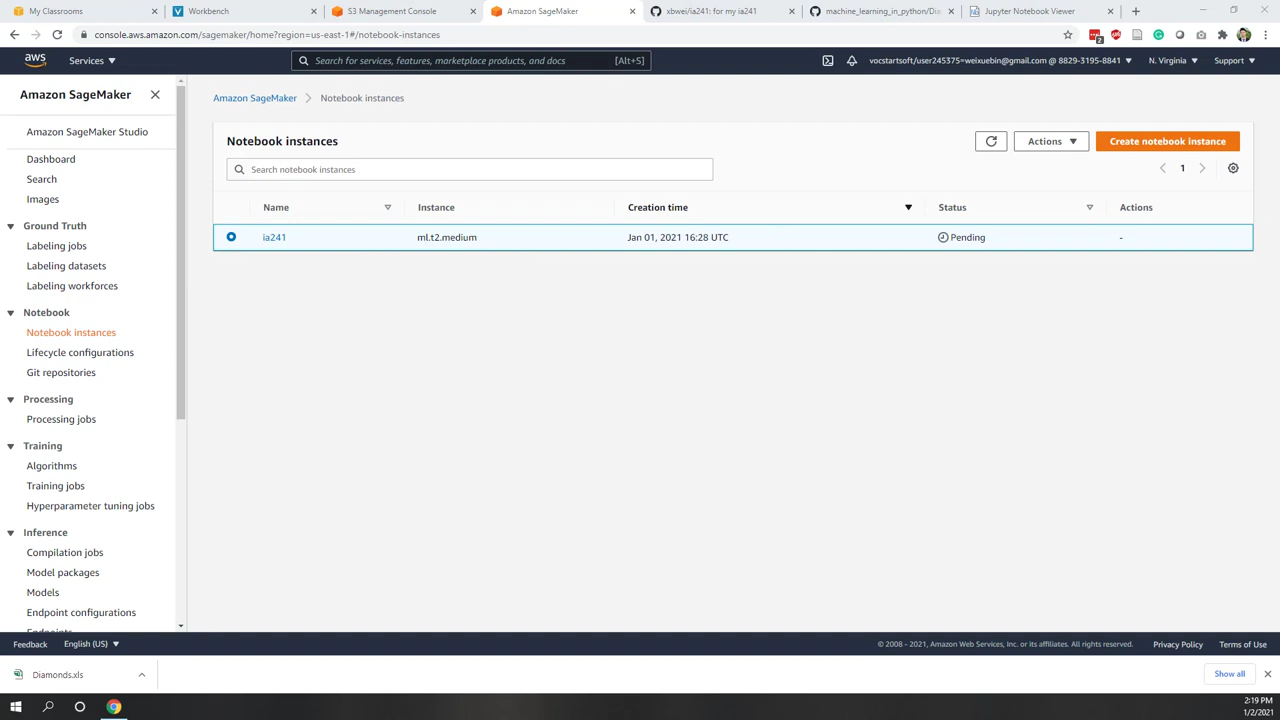 My Classrooms
Workbench
S3 Management Console
Amazon SageMaker
xbwei/ia241: for my ia241
machine_learning_in_python/Dia
Jupyter Notebook Viewer
console.aws.amazon.com/sagemaker/home?region=us-east-1#/notebook-instances
2
aws
Services
Search for services, features, marketplace products, and docs
[Alt+S]
vocstartsoft/user245375=weixuebin@gmail.com @ 8829-3195-8841
N. Virginia
Support
Amazon SageMaker
Amazon SageMaker Studio
Dashboard
Search
Images
Ground Truth
Labeling jobs
Labeling datasets
Labeling workforces
Notebook
Notebook instances
Lifecycle configurations
Git repositories
Processing
Processing jobs
Training
Algorithms
Training jobs
Hyperparameter tuning jobs
Inference
Compilation jobs
Model packages
Models
Endpoint configurations
Endpoints
Amazon SageMaker > Notebook instances
Notebook instances
Actions
Create notebook instance
Search notebook instances
1
Name Instance Creation time Status Actions
ia241 ml.t2.medium Jan 01, 2021 16:28 UTC Pending -
Feedback
English (US)
© 2008 - 2021, Amazon Web Services, Inc. or its affiliates. All rights reserved.
Privacy Policy
Terms of Use
Diamonds.xls
Show all
2:19 PM
1/2/2021